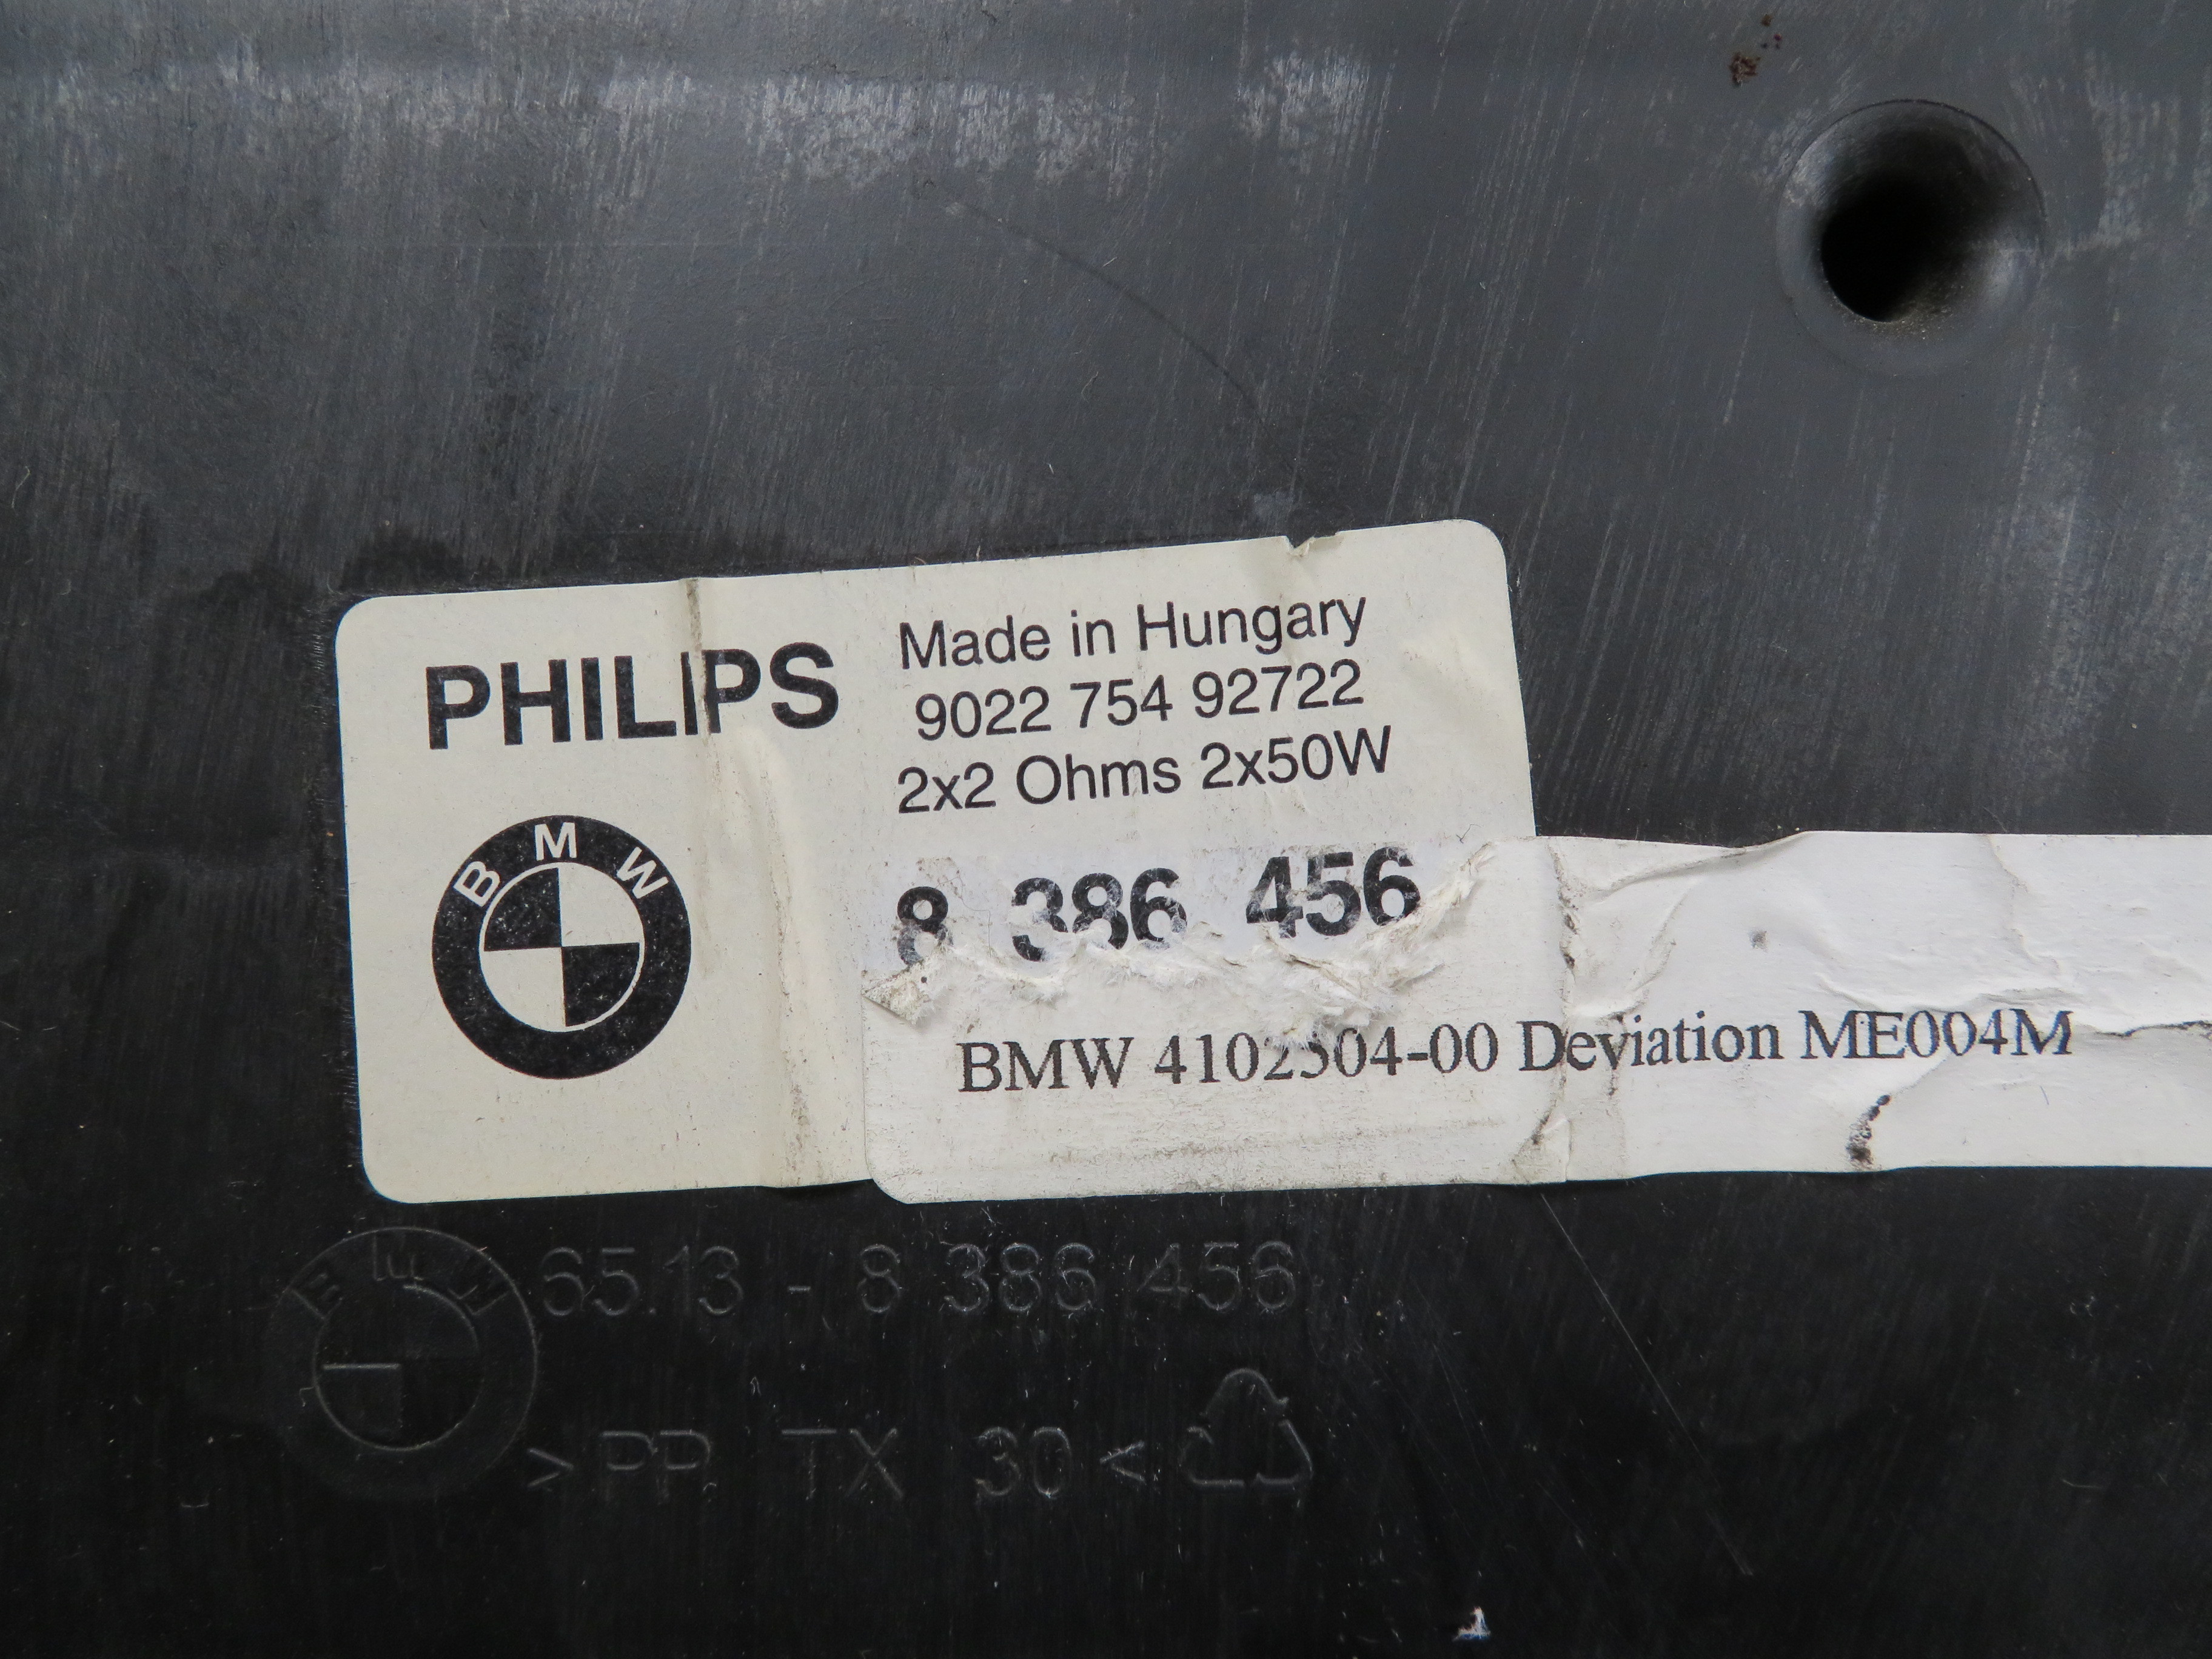 PHILIPS
Made in Hungary
9022 754 92722
2x2 Ohms 2x50W
BMW
8 386 456
BMW 4102304-00 Deviation ME004M
65.13 - 8 386 456
>PP TX 30<